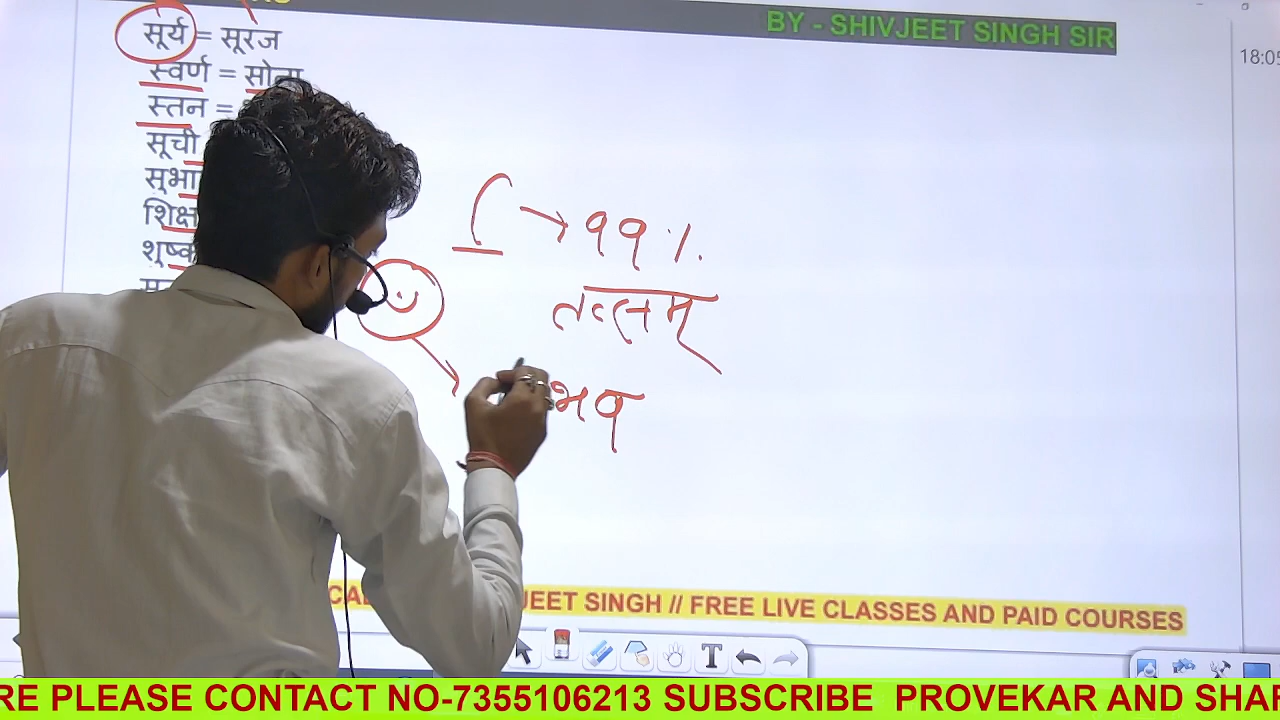 BY - SHIVJEET SINGH SIR
18:05
सूर्य = सूरज
स्वर्ण = सोना
स्तन =
सूची
शिक्ष
शूष्क
→ ९९ %.
तत्सम्
भव
JEET SINGH // FREE LIVE CLASSES AND PAID COURSES
T
RE PLEASE CONTACT NO-7355106213 SUBSCRIBE PROVEKAR AND SHAR